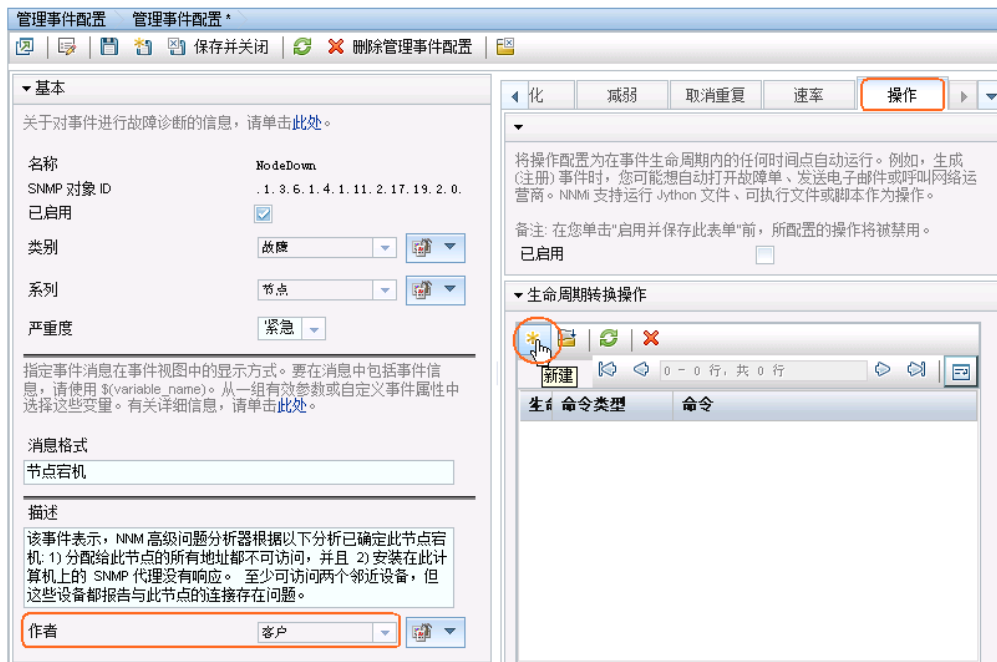 管理事件配置 管理事件配置 *
保存并关闭 删除管理事件配置
基本
关于对事件进行故障诊断的信息，请单击此处。
名称 NodeDown
SNMP 对象 ID .1.3.6.1.4.1.11.2.17.19.2.0.
已启用
类别 故障
系列 节点
严重度 紧急
指定事件消息在事件视图中的显示方式。要在消息中包括事件信
息，请使用 $(variable_name)。从一组有效参数或自定义事件属性中
选择这些变量。有关详细信息，请单击此处。
消息格式
节点宕机
描述
该事件表示，NNM 高级问题分析器根据以下分析已确定此节点宕
机: 1) 分配给此节点的所有地址都不可访问，并且 2) 安装在此计
算机上的 SNMP 代理没有响应。 至少可访问两个邻近设备，但
这些设备都报告与此节点的连接存在问题。
作者 客户
化 减弱 取消重复 速率 操作
将操作配置为在事件生命周期内的任何时间点自动运行。例如，生成
(注册) 事件时，您可能想自动打开故障单、发送电子邮件或呼叫网络运
营商。NNMi 支持运行 Jython 文件、可执行文件或脚本作为操作。
备注: 在您单击"启用并保存此表单"前，所配置的操作将被禁用。
已启用
生命周期转换操作
新建 0 - 0 行, 共 0 行
生命 命令类型 命令